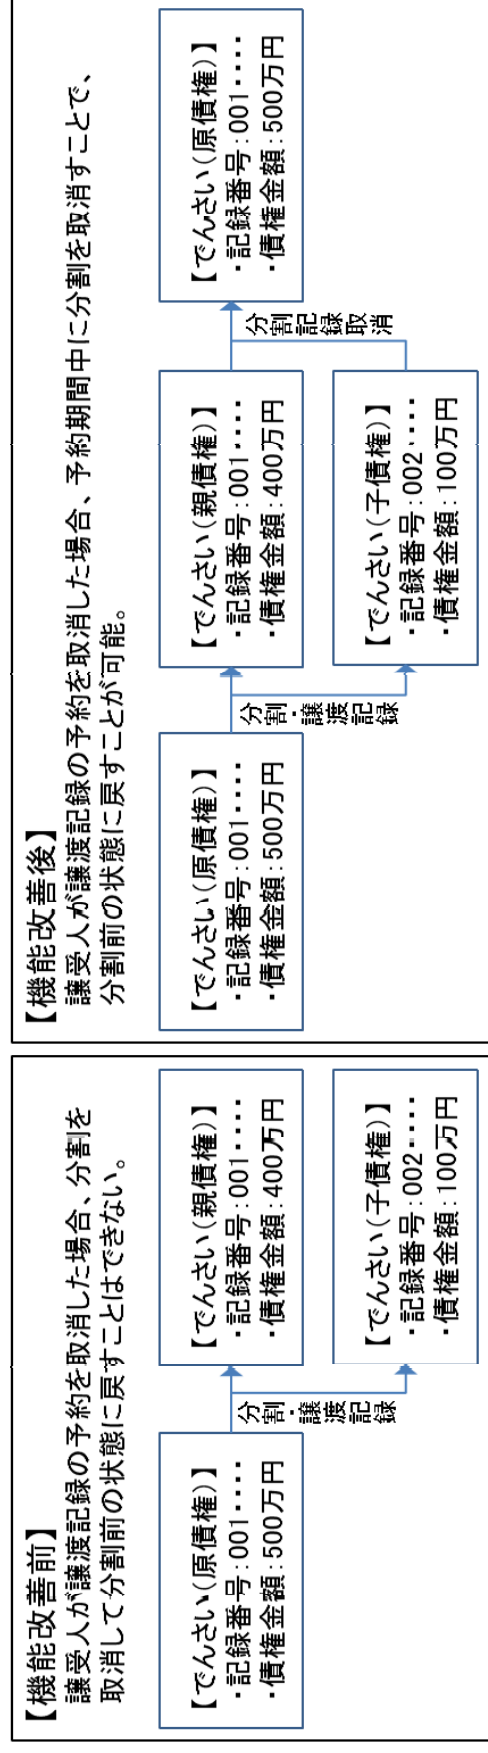 【機能改善前】
譲受人が譲渡記録の予約を取消した場合、分割を
取消して分割前の状態に戻すことはできない。
【でんさい(原債権)】
・記録番号:001・・・・
・債権金額:500万円
分割・譲渡記録
【でんさい(親債権)】
・記録番号:001・・・・
・債権金額:400万円
【でんさい(子債権)】
・記録番号:002・・・・
・債権金額:100万円
【機能改善後】
譲受人が譲渡記録の予約を取消した場合、予約期間中に分割を取消すことで、
分割前の状態に戻すことが可能。
【でんさい(原債権)】
・記録番号:001・・・・
・債権金額:500万円
分割・譲渡記録
【でんさい(親債権)】
・記録番号:001・・・・
・債権金額:400万円
【でんさい(子債権)】
・記録番号:002・・・・
・債権金額:100万円
分割記録取消
【でんさい(原債権)】
・記録番号:001・・・・
・債権金額:500万円